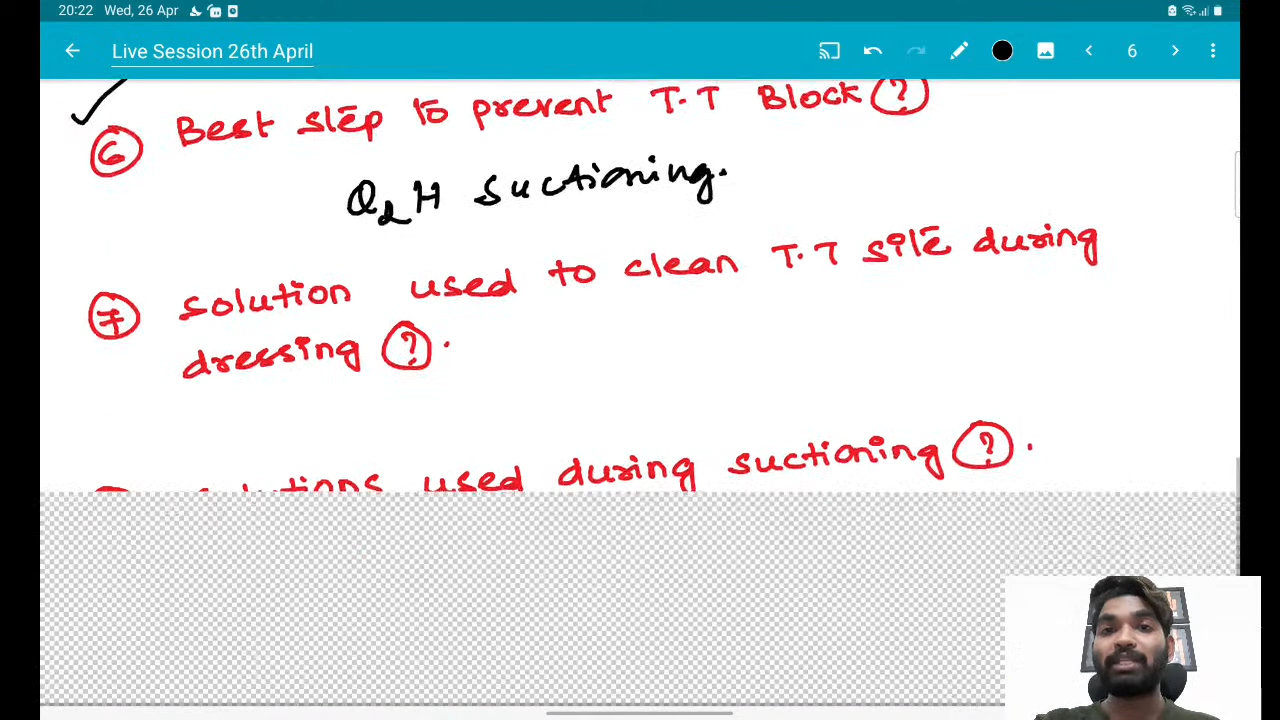 20:22 Wed, 26 Apr
Live Session 26th April
6
⑥ Best step to prevent T.T Block ?
Q2H suctioning.
⑦ solution used to clean T.T site during
dressing ? .
solutions used during suctioning ? .